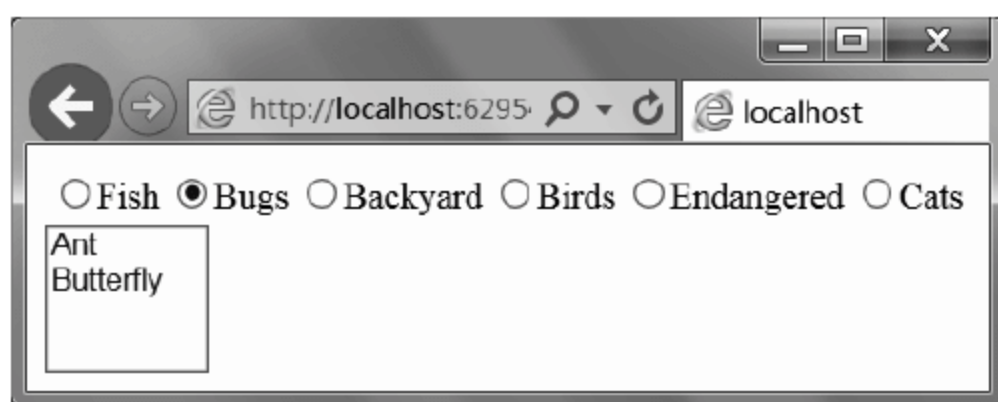 http://localhost:6295
localhost
Fish Bugs Backyard Birds Endangered Cats
Ant
Butterfly